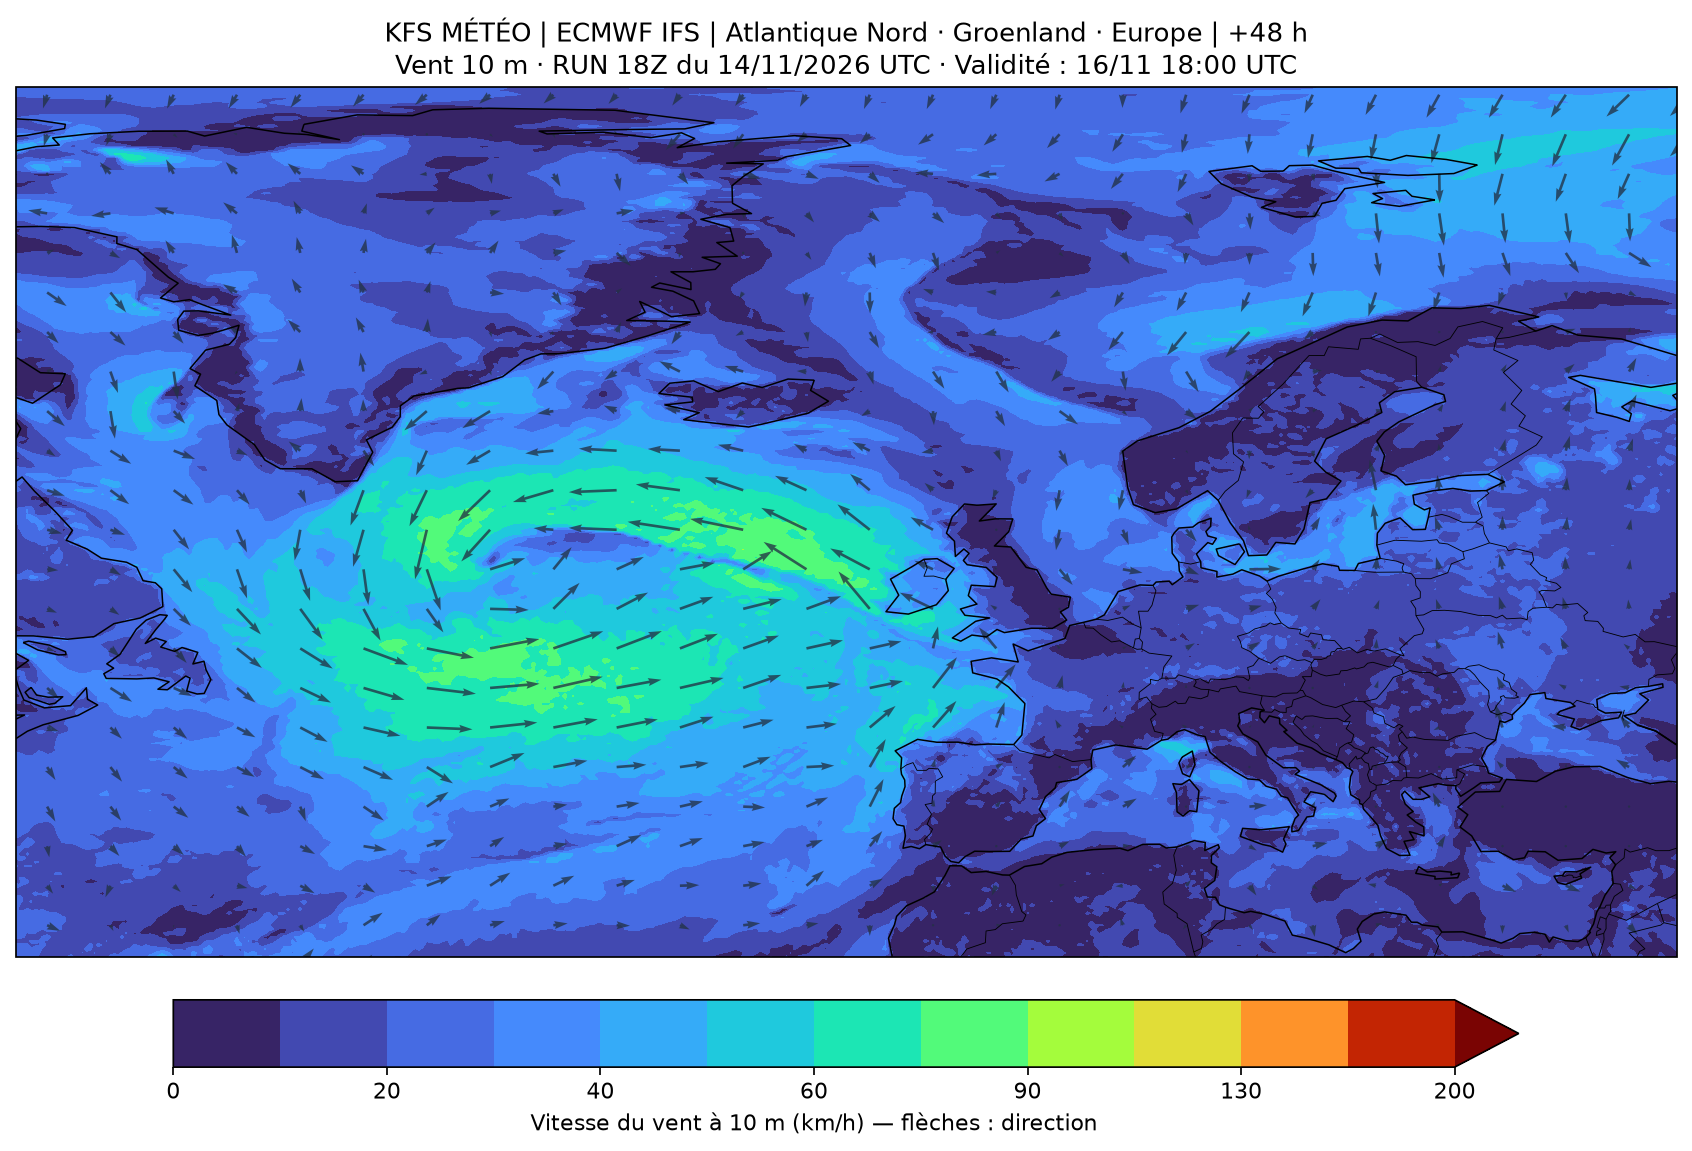 KFS MÉTÉO | ECMWF IFS | Atlantique Nord · Groenland · Europe | +48 h
Vent 10 m · RUN 18Z du 14/11/2026 UTC · Validité : 16/11 18:00 UTC
0 20 40 60 90 130 200
Vitesse du vent à 10 m (km/h) — flèches : direction